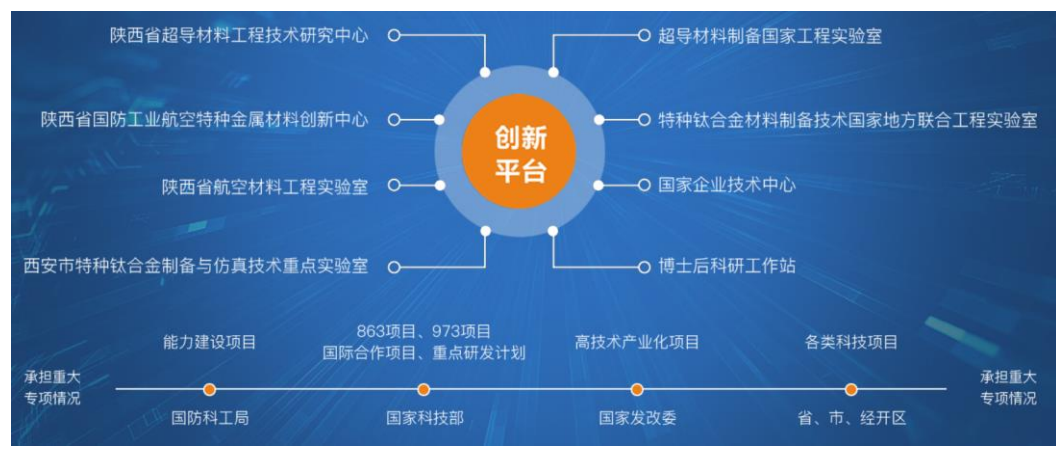 陕西省超导材料工程技术研究中心
超导材料制备国家工程实验室
陕西省国防工业航空特种金属材料创新中心
特种钛合金材料制备技术国家地方联合工程实验室
创新
平台
陕西省航空材料工程实验室
国家企业技术中心
西安市特种钛合金制备与仿真技术重点实验室
博士后科研工作站
能力建设项目
863项目、973项目
国际合作项目、重点研发计划
高技术产业化项目
各类科技项目
承担重大
专项情况
承担重大
专项情况
国防科工局
国家科技部
国家发改委
省、市、经开区